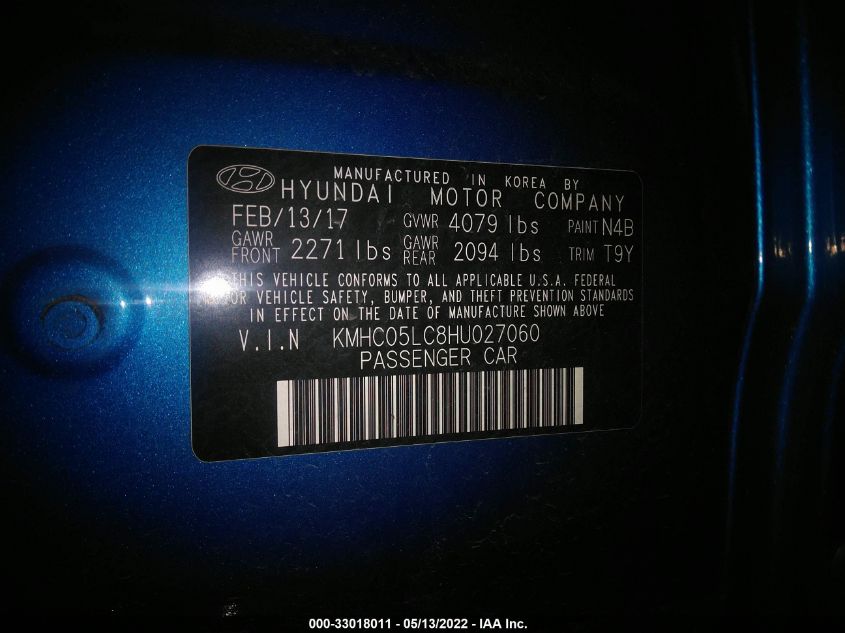 MANUFACTURED IN KOREA BY
HYUNDAI MOTOR COMPANY
FEB/13/17 GVWR 4079 lbs PAINT N4B
GAWR FRONT 2271 lbs GAWR REAR 2094 lbs TRIM T9Y
THIS VEHICLE CONFORMS TO ALL APPLICABLE U.S.A. FEDERAL
VEHICLE SAFETY, BUMPER, AND THEFT PREVENTION STANDARDS
IN EFFECT ON THE DATE OF MANUFACTURE SHOWN ABOVE
V.I.N KMHC05LC8HU027060
PASSENGER CAR
000-33018011 - 05/13/2022 - IAA Inc.